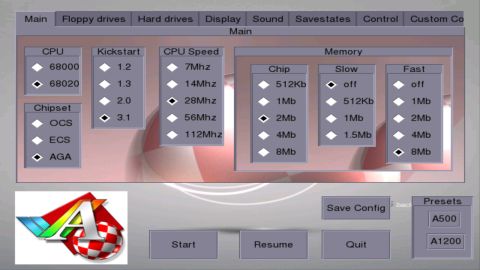 Main Floppy drives Hard drives Display Sound Savestates Control Custom Co
Main
CPU
68000
68020
Chipset
OCS
ECS
AGA
Kickstart
1.2
1.3
2.0
3.1
CPU Speed
7Mhz
14Mhz
28Mhz
56Mhz
112Mhz
Memory
Chip
512Kb
1Mb
2Mb
4Mb
8Mb
Slow
off
512Kb
1Mb
1.5Mb
Fast
off
1Mb
2Mb
4Mb
8Mb
Save Config
Start
Resume
Quit
Presets
A500
A1200